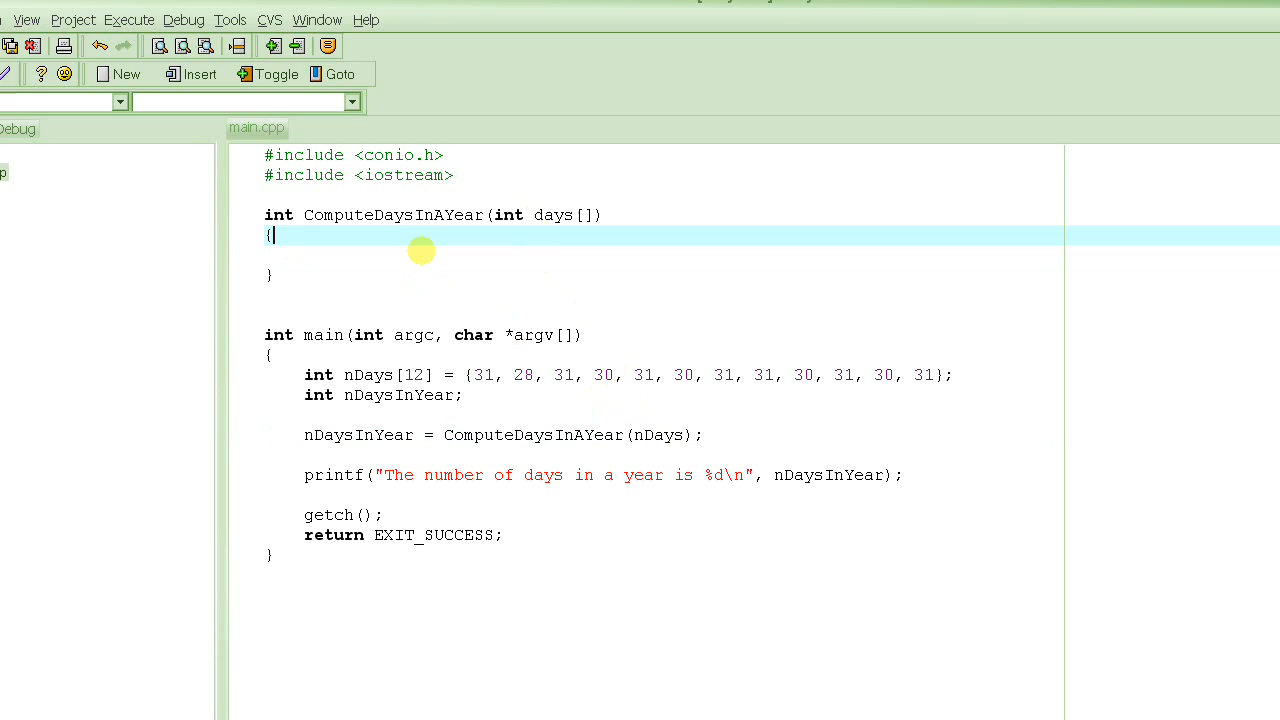 View Project Execute Debug Tools CVS Window Help
New Insert Toggle Goto
Debug main.cpp
#include <conio.h>
#include <iostream>
int ComputeDaysInAYear(int days[])
{
}
int main(int argc, char *argv[])
{
int nDays[12] = {31, 28, 31, 30, 31, 30, 31, 31, 30, 31, 30, 31};
int nDaysInYear;
nDaysInYear = ComputeDaysInAYear(nDays);
printf("The number of days in a year is %d\n", nDaysInYear);
getch();
return EXIT_SUCCESS;
}